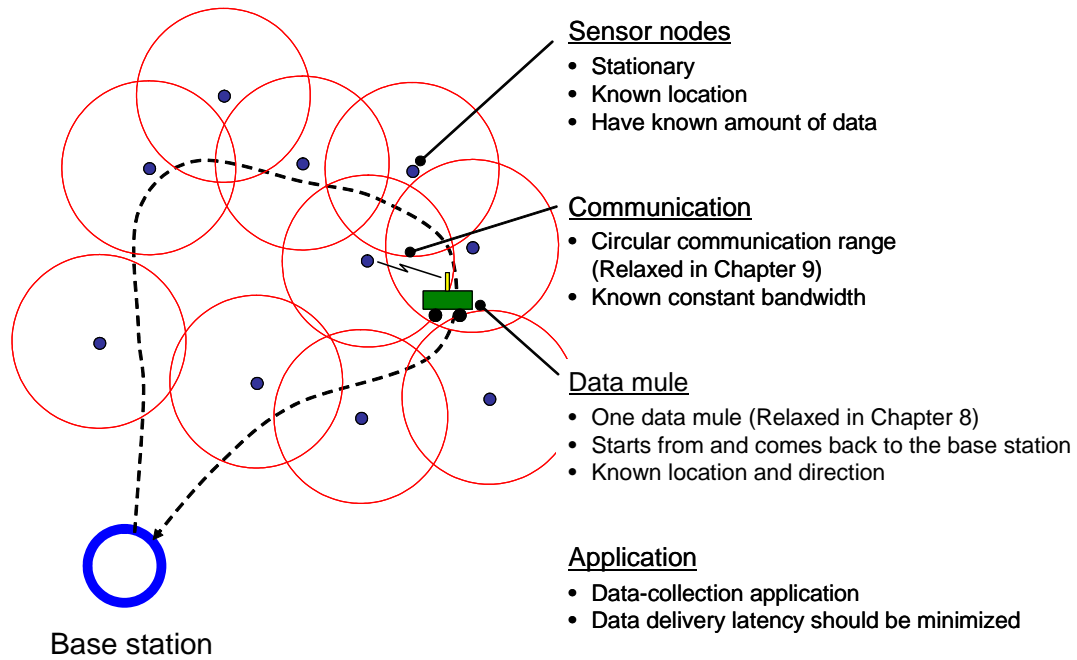 Sensor nodes
• Stationary
• Known location
• Have known amount of data
Communication
• Circular communication range
(Relaxed in Chapter 9)
• Known constant bandwidth
Data mule
• One data mule (Relaxed in Chapter 8)
• Starts from and comes back to the base station
• Known location and direction
Application
• Data-collection application
• Data delivery latency should be minimized
Base station